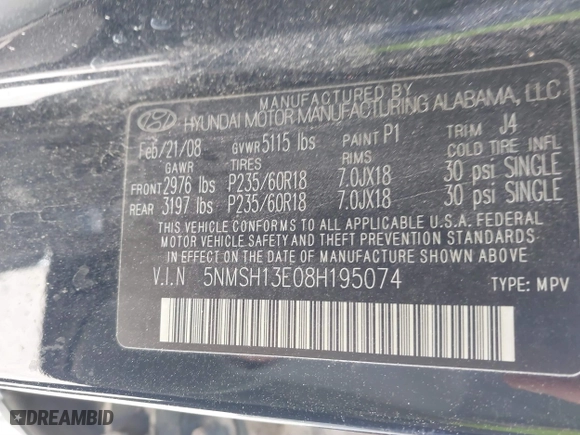 MANUFACTURED BY
HYUNDAI MOTOR MANUFACTURING ALABAMA, LLC
Feb/21/08 GVWR 5115 lbs PAINT P1 TRIM J4
GAWR TIRES RIMS COLD TIRE INFL
FRONT 2976 lbs P235/60R18 7.0JX18 30 psi SINGLE
REAR 3197 lbs P235/60R18 7.0JX18 30 psi SINGLE
THIS VEHICLE CONFORMS TO ALL APPLICABLE U.S.A. FEDERAL
MOTOR VEHICLE SAFETY AND THEFT PREVENTION STANDARDS
IN EFFECT ON THE DATE OF MANUFACTURE SHOWN ABOVE.
V.I.N 5NMSH13E08H195074 TYPE: MPV
DREAMBID